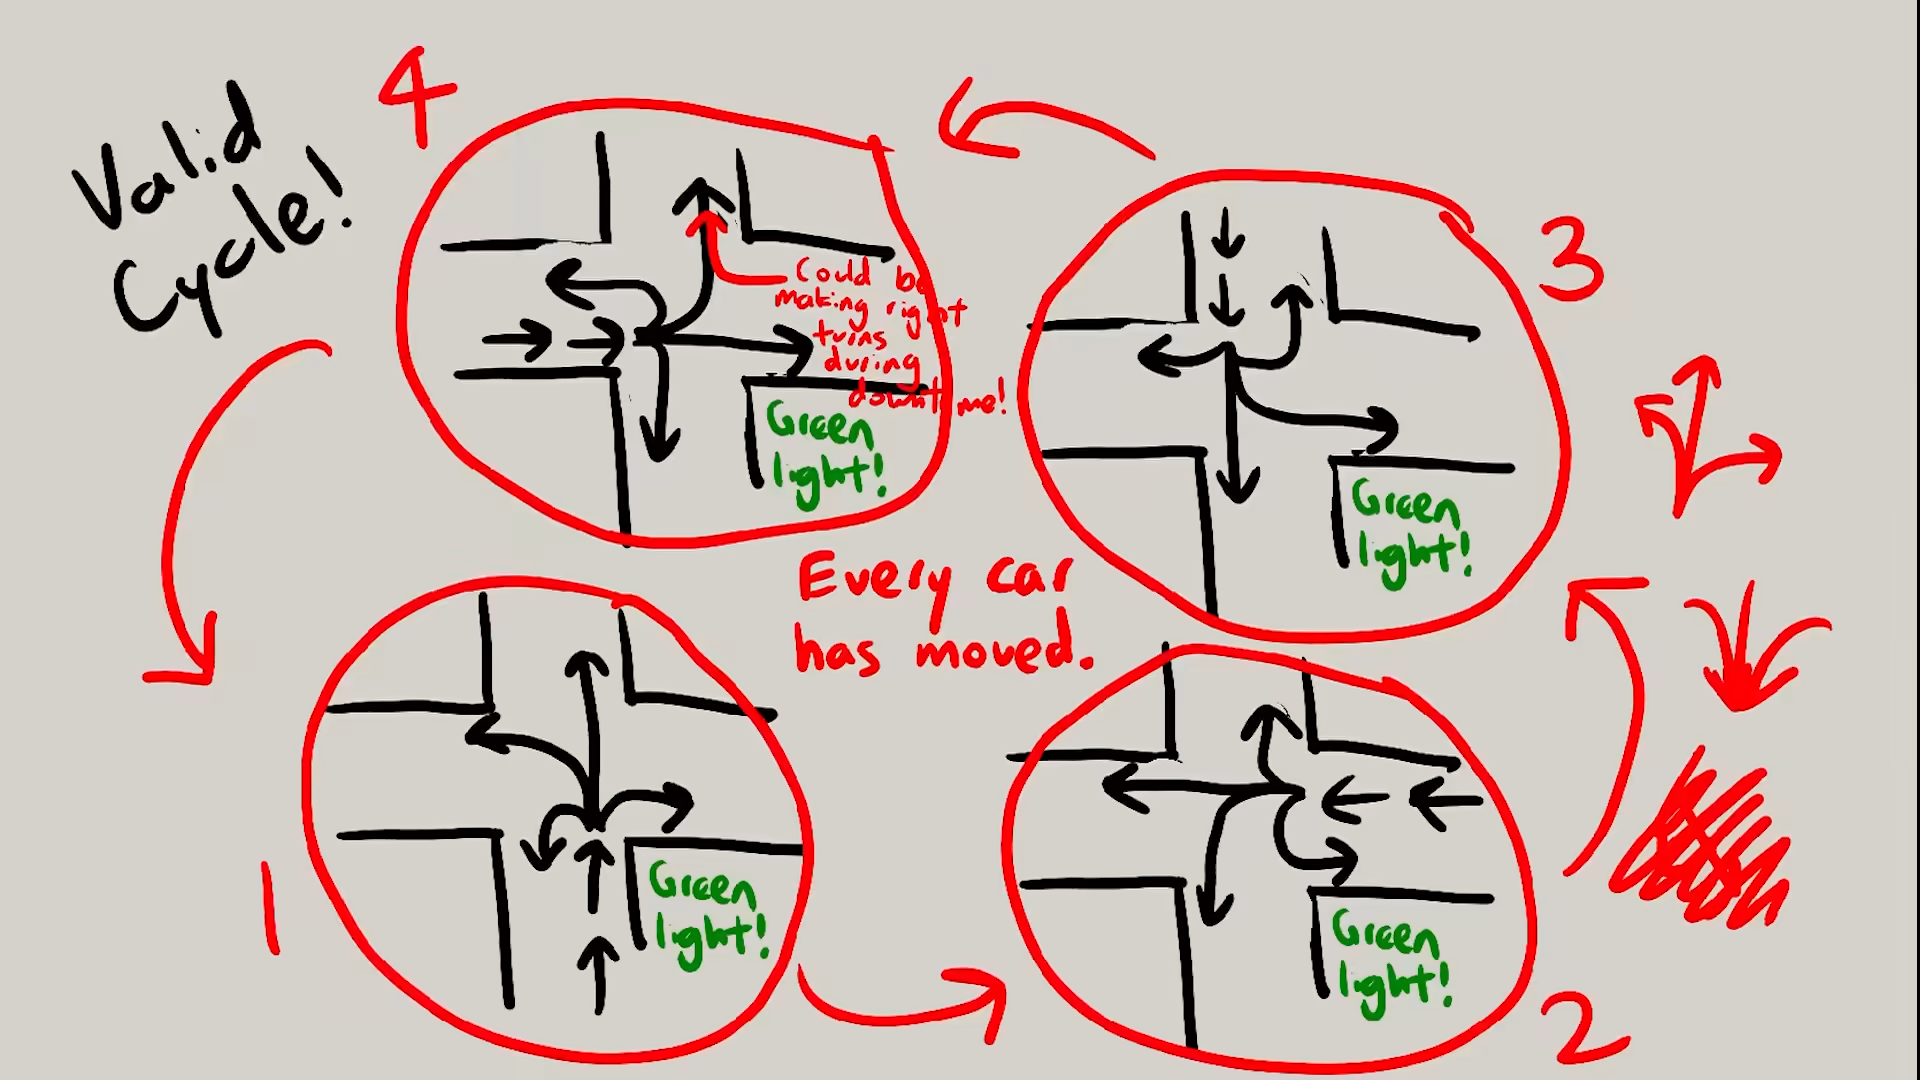 Valid
Cycle!
4
Could be
making right
turns
during
downtime!
Green
light!
3
Green
light!
Every car
has moved.
1
Green
light!
2
Green
light!